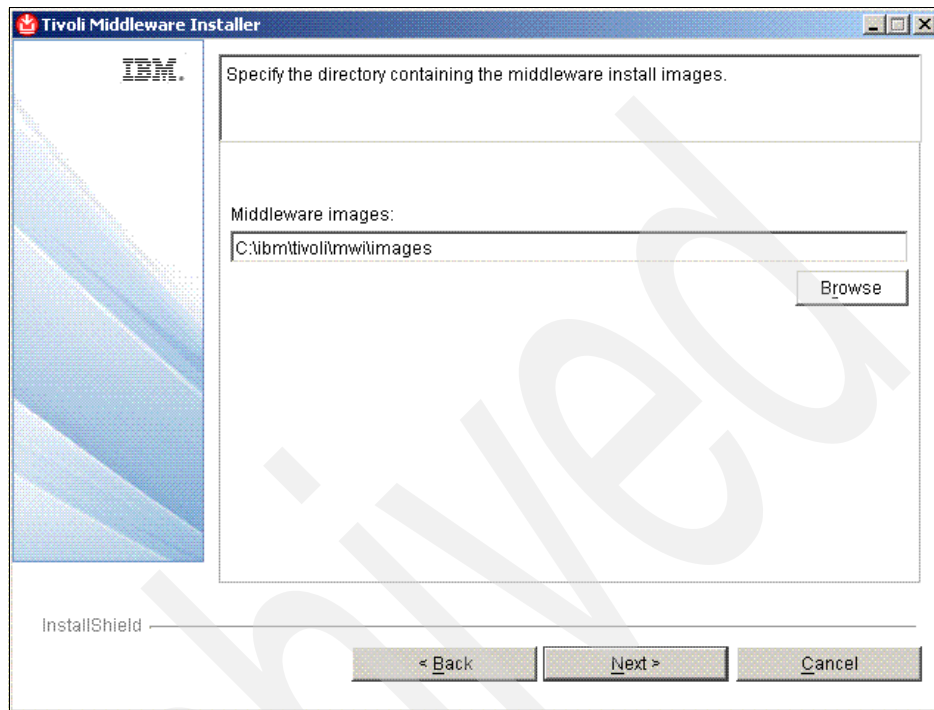 Tivoli Middleware Installer
IBM.
Specify the directory containing the middleware install images.
Middleware images:
C:\ibm\tivoli\mwi\images
Browse
InstallShield
< Back
Next >
Cancel
hived